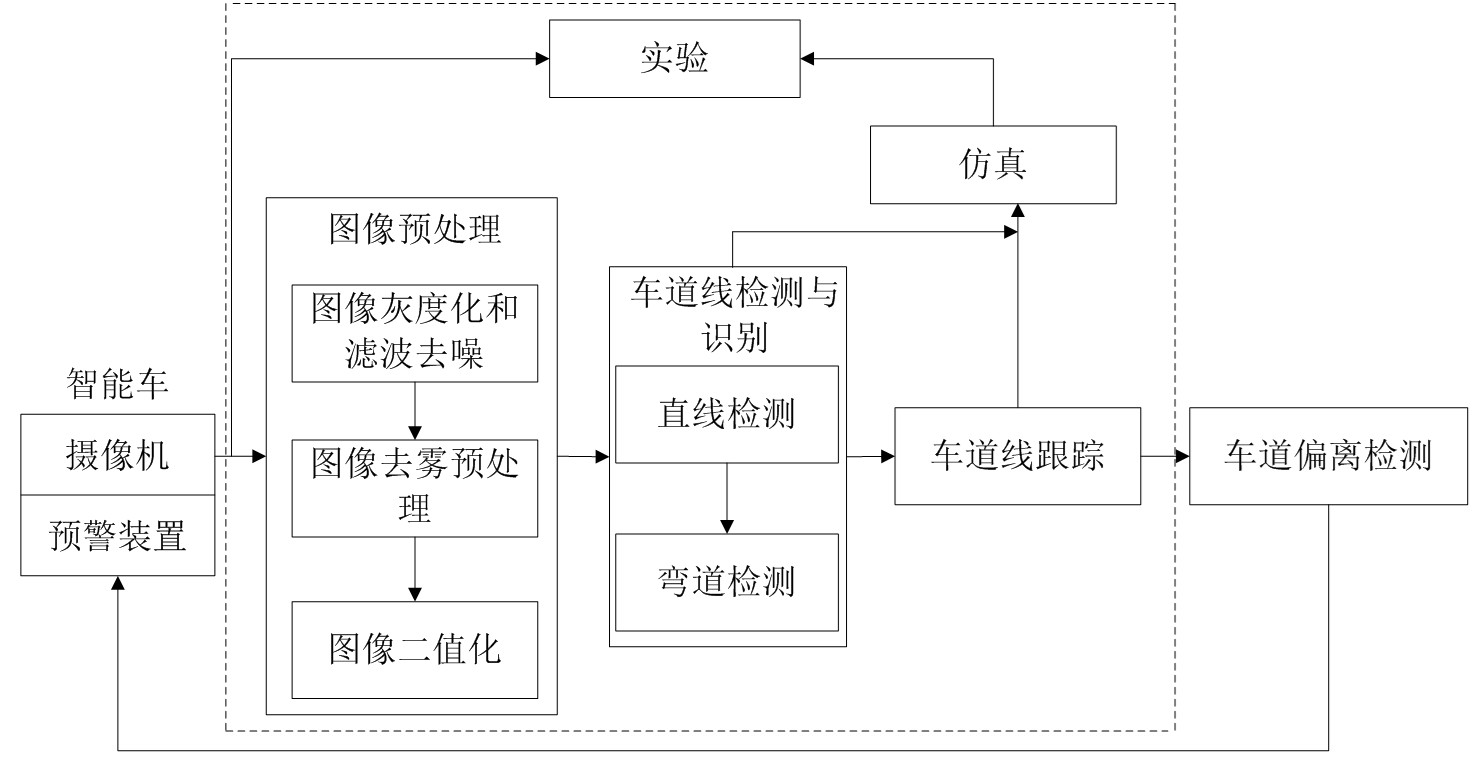 实验
仿真
图像预处理
图像灰度化和
滤波去噪
图像去雾预处
理
图像二值化
车道线检测与
识别
直线检测
弯道检测
智能车
摄像机
预警装置
车道线跟踪
车道偏离检测